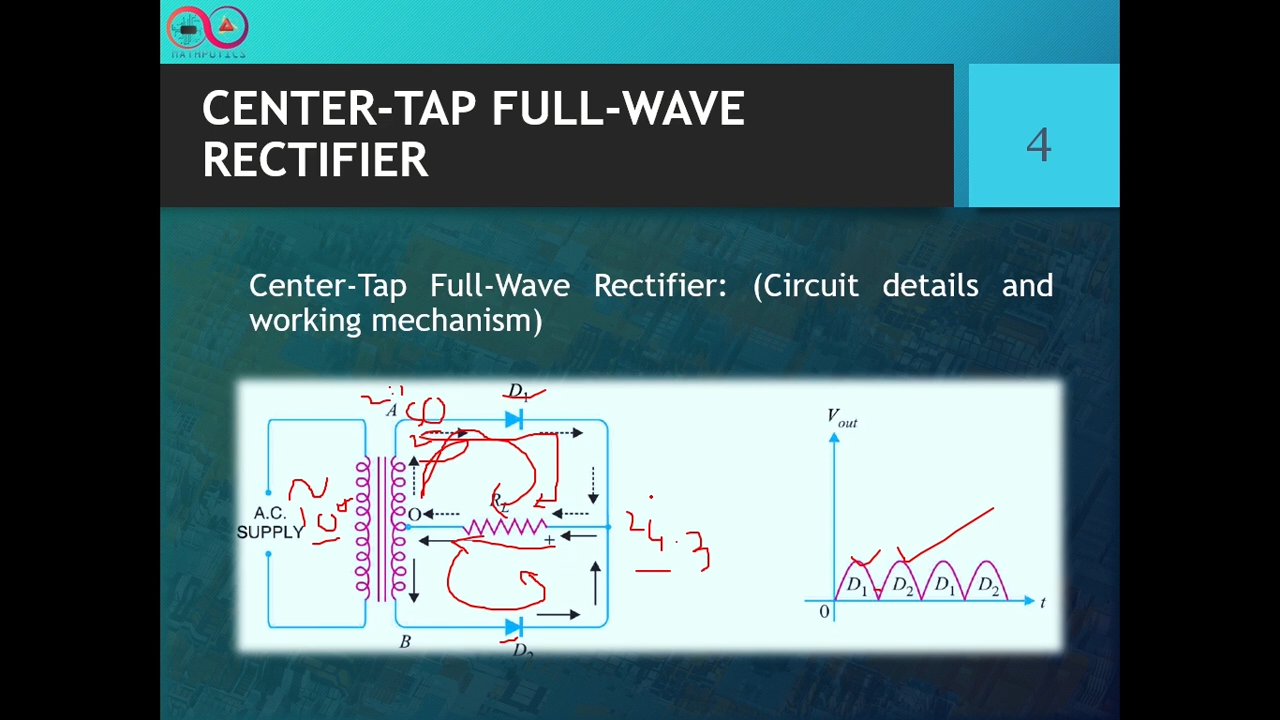 MATHPOTICS
CENTER-TAP FULL-WAVE
RECTIFIER
4
Center-Tap Full-Wave Rectifier: (Circuit details and
working mechanism)
D1
A
Vout
RL
O
A.C.
SUPPLY
+
D1 D2 D1 D2
0
t
B
D2